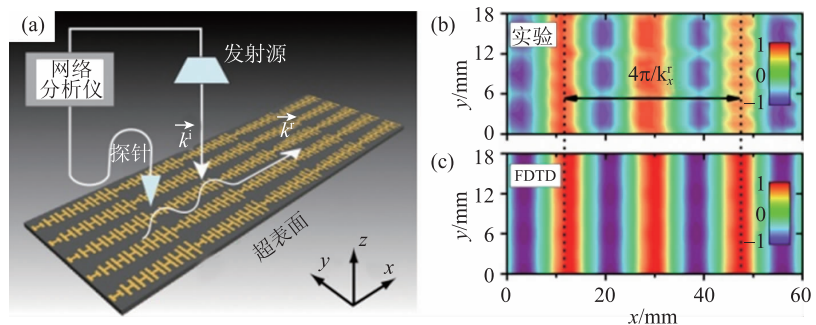 (a)
发射源
网络
分析仪
探针
k⃗ⁱ
k⃗ʳ
超表面
z
y
x
(b)
18
12
6
0
y/mm
实验
1
0
−1
4π/kₓʳ
(c)
18
12
6
0
y/mm
FDTD
1
0
−1
0
20
40
60
x/mm